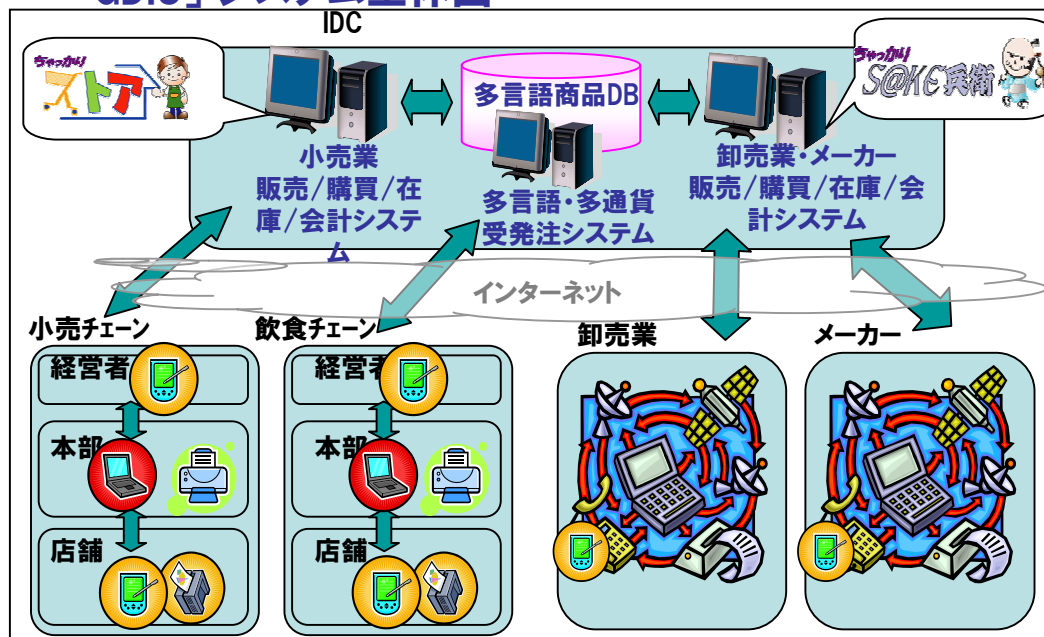 IDC
ちゃっかり
ストア
ちゃっかり
S@KE兵衛
多言語商品DB
小売業
販売/購買/在
庫/会計システ
ム
多言語・多通貨
受発注システム
卸売業・メーカー
販売/購買/在庫/会
計システム
インターネット
小売チェーン
飲食チェーン
卸売業
メーカー
経営者
本部
店舗
経営者
本部
店舗